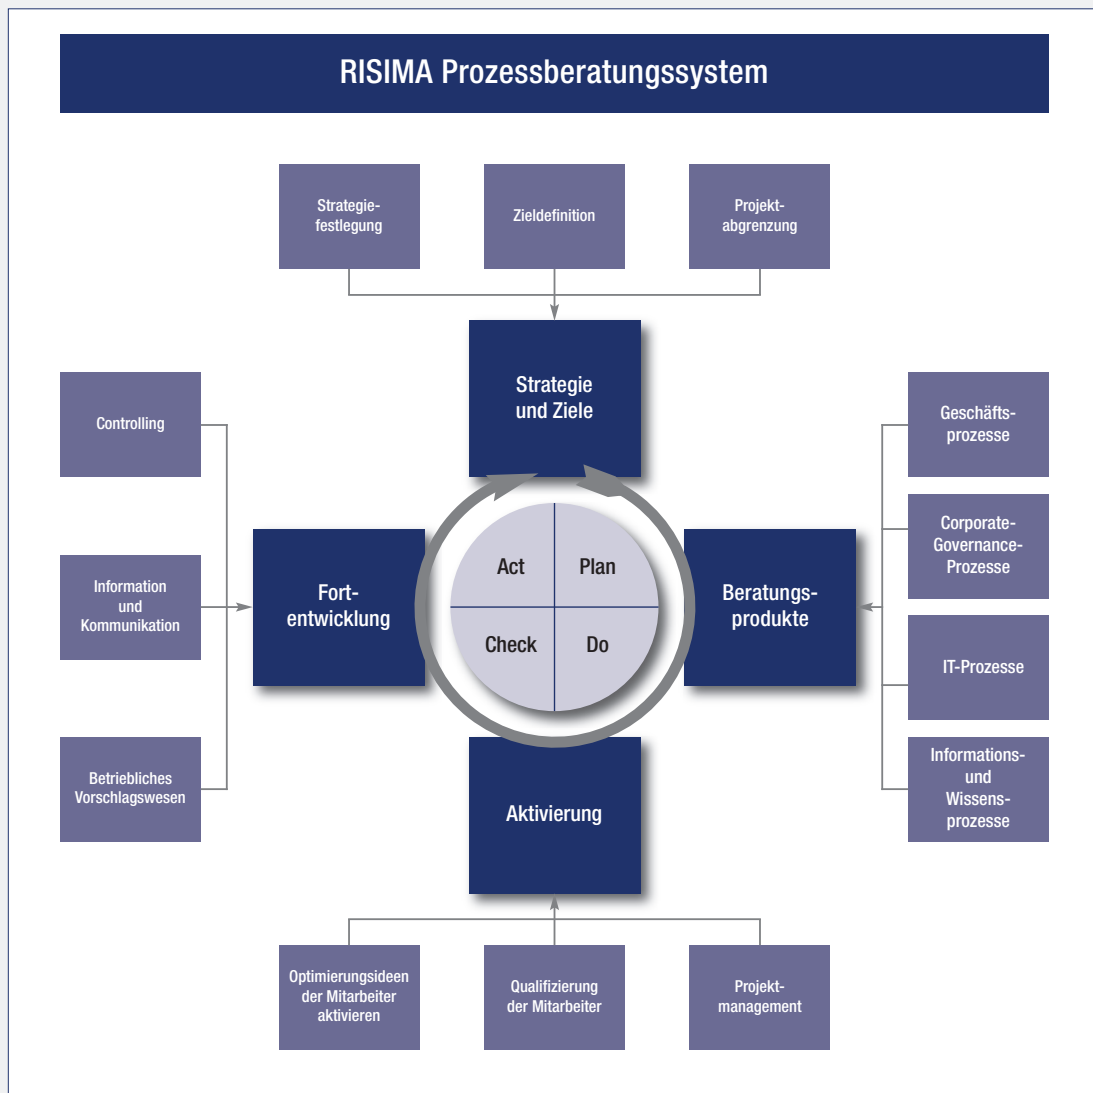 RISIMA Prozessberatungssystem
Strategie-
festlegung
Zieldefinition
Projekt-
abgrenzung
Strategie
und Ziele
Controlling
Information
und
Kommunikation
Betriebliches
Vorschlagswesen
Fort-
entwicklung
Act
Plan
Check
Do
Beratungs-
produkte
Geschäfts-
prozesse
Corporate-
Governance-
Prozesse
IT-Prozesse
Informations-
und
Wissens-
prozesse
Aktivierung
Optimierungsideen
der Mitarbeiter
aktivieren
Qualifizierung
der Mitarbeiter
Projekt-
management